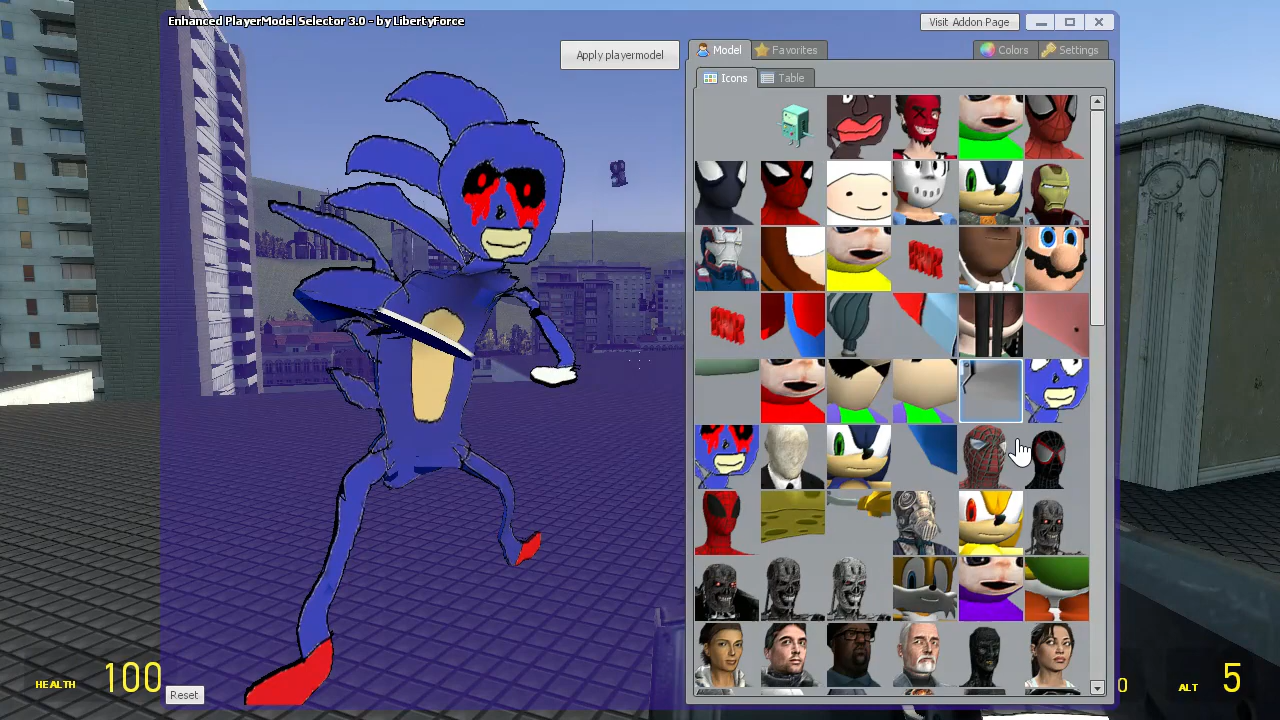 Enhanced PlayerModel Selector 3.0 - by LibertyForce
Visit Addon Page
Apply playermodel
Model
Favorites
Colors
Settings
Icons
Table
HEALTH 100
Reset
0
ALT 5